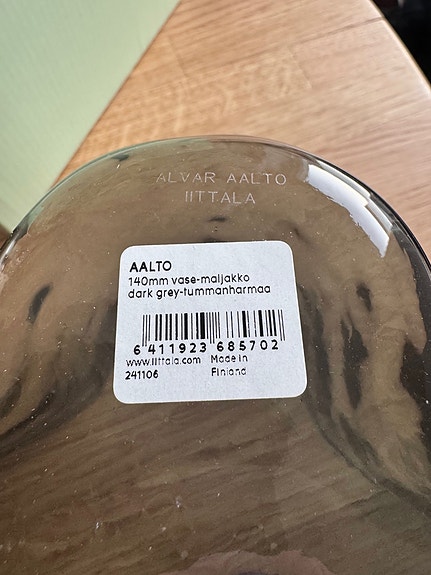 ALVAR AALTO
IITTALA
AALTO
140mm vase-maljakko
dark grey-tummanharmaa
6 411923 685702
www.iittala.com Made in
241106 Finland